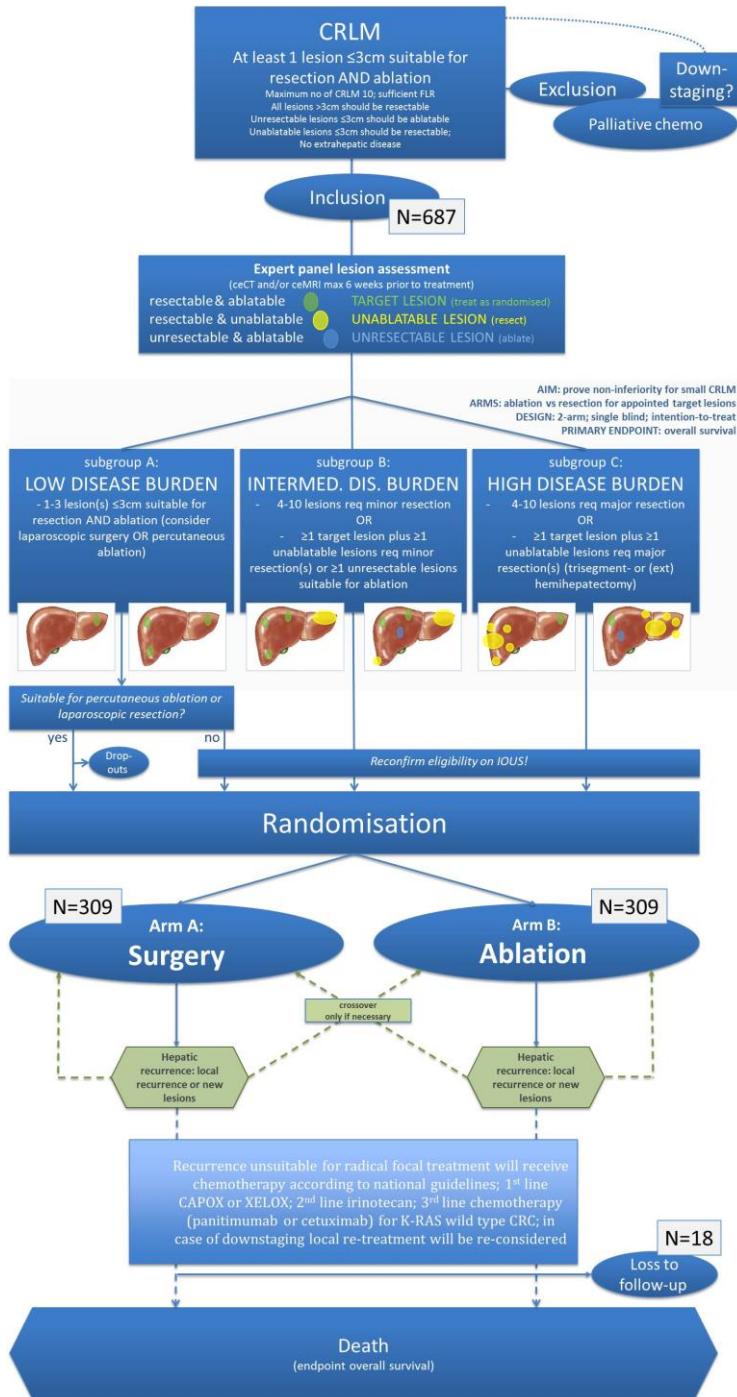 CRLM
At least 1 lesion ≤3cm suitable for
resection AND ablation
Maximum no of CRLM 10; sufficient FLR
All lesions >3cm should be resectable
Unresectable lesions ≤3cm should be ablatable
Unablatable lesions ≤3cm should be resectable;
No extrahepatic disease
Down-
staging?
Exclusion
Palliative chemo
Inclusion
N=687
Expert panel lesion assessment
(ceCT and/or ceMRI max 6 weeks prior to treatment)
resectable & ablatable TARGET LESION (treat as randomised)
resectable & unablatable UNABLATABLE LESION (resect)
unresectable & ablatable UNRESECTABLE LESION (ablate)
AIM: prove non-inferiority for small CRLM
ARMS: ablation vs resection for appointed target lesions
DESIGN: 2-arm; single blind; intention-to-treat
PRIMARY ENDPOINT: overall survival
subgroup A:
LOW DISEASE BURDEN
- 1-3 lesion(s) ≤3cm suitable for
resection AND ablation (consider
laparoscopic surgery OR percutaneous
ablation)
subgroup B:
INTERMED. DIS. BURDEN
- 4-10 lesions req minor resection
OR
- ≥1 target lesion plus ≥1
unablatable lesions req minor
resection(s) or ≥1 unresectable lesions
suitable for ablation
subgroup C:
HIGH DISEASE BURDEN
- 4-10 lesions req major resection
OR
- ≥1 target lesion plus ≥1
unablatable lesions req major
resection(s) (trisegment- or (ext)
hemihepatectomy)
Suitable for percutaneous ablation or
laparoscopic resection?
yes
no
Drop-
outs
Reconfirm eligibility on IOUS!
Randomisation
N=309
Arm A:
Surgery
N=309
Arm B:
Ablation
crossover
only if necessary
Hepatic
recurrence: local
recurrence or new
lesions
Hepatic
recurrence: local
recurrence or new
lesions
Recurrence unsuitable for radical focal treatment will receive
chemotherapy according to national guidelines; 1st line
CAPOX or XELOX; 2nd line irinotecan; 3rd line chemotherapy
(panitimumab or cetuximab) for K-RAS wild type CRC; in
case of downstaging local re-treatment will be re-considered
N=18
Loss to
follow-up
Death
(endpoint overall survival)